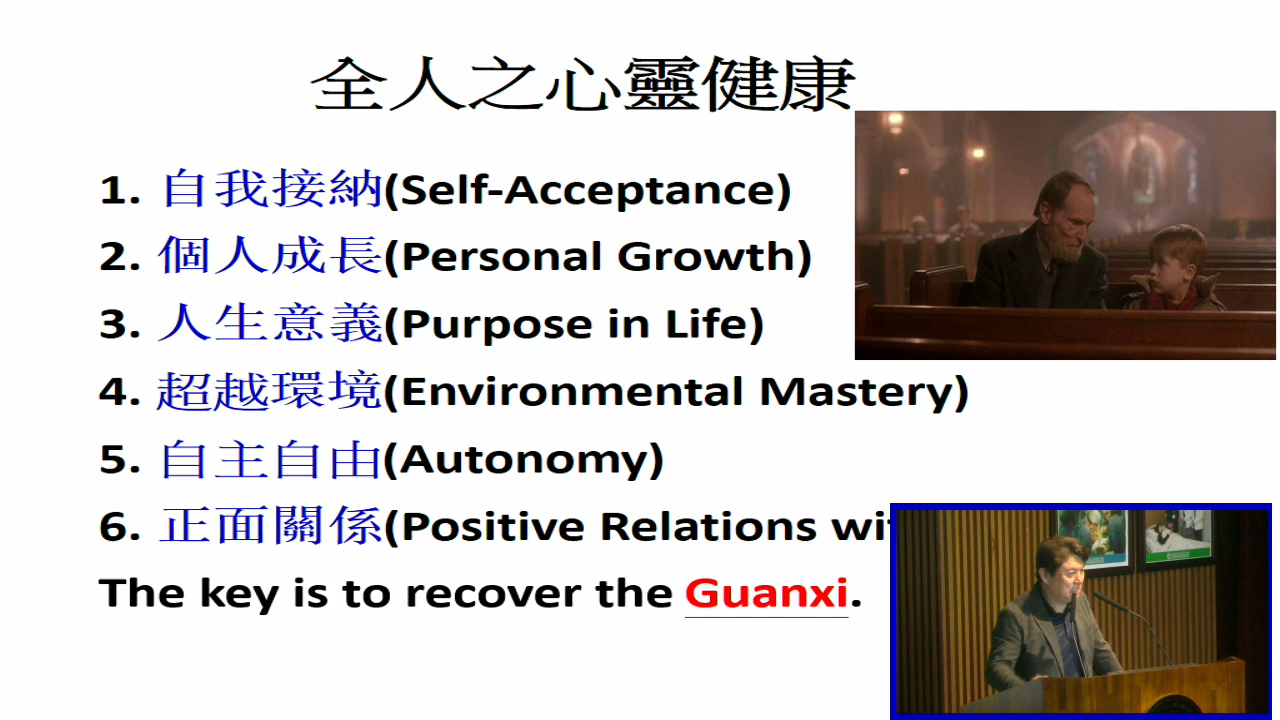 全人之心靈健康
1. 自我接納(Self-Acceptance)
2. 個人成長(Personal Growth)
3. 人生意義(Purpose in Life)
4. 超越環境(Environmental Mastery)
5. 自主自由(Autonomy)
6. 正面關係(Positive Relations
The key is to recover the Guanxi.